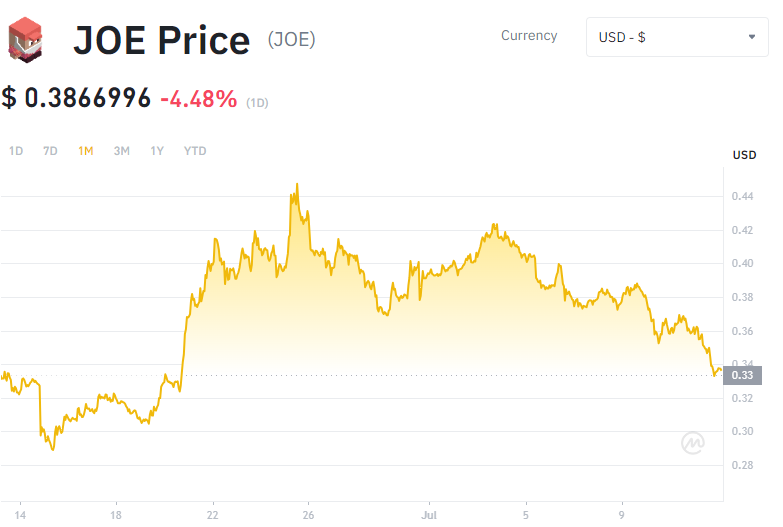 JOE Price (JOE)
Currency
USD - $
$ 0.3866996 -4.48% (1D)
1D 7D 1M 3M 1Y YTD
USD
0.44
0.42
0.40
0.38
0.36
0.34
0.33
0.32
0.30
0.28
14 18 22 26 Jul 5 9